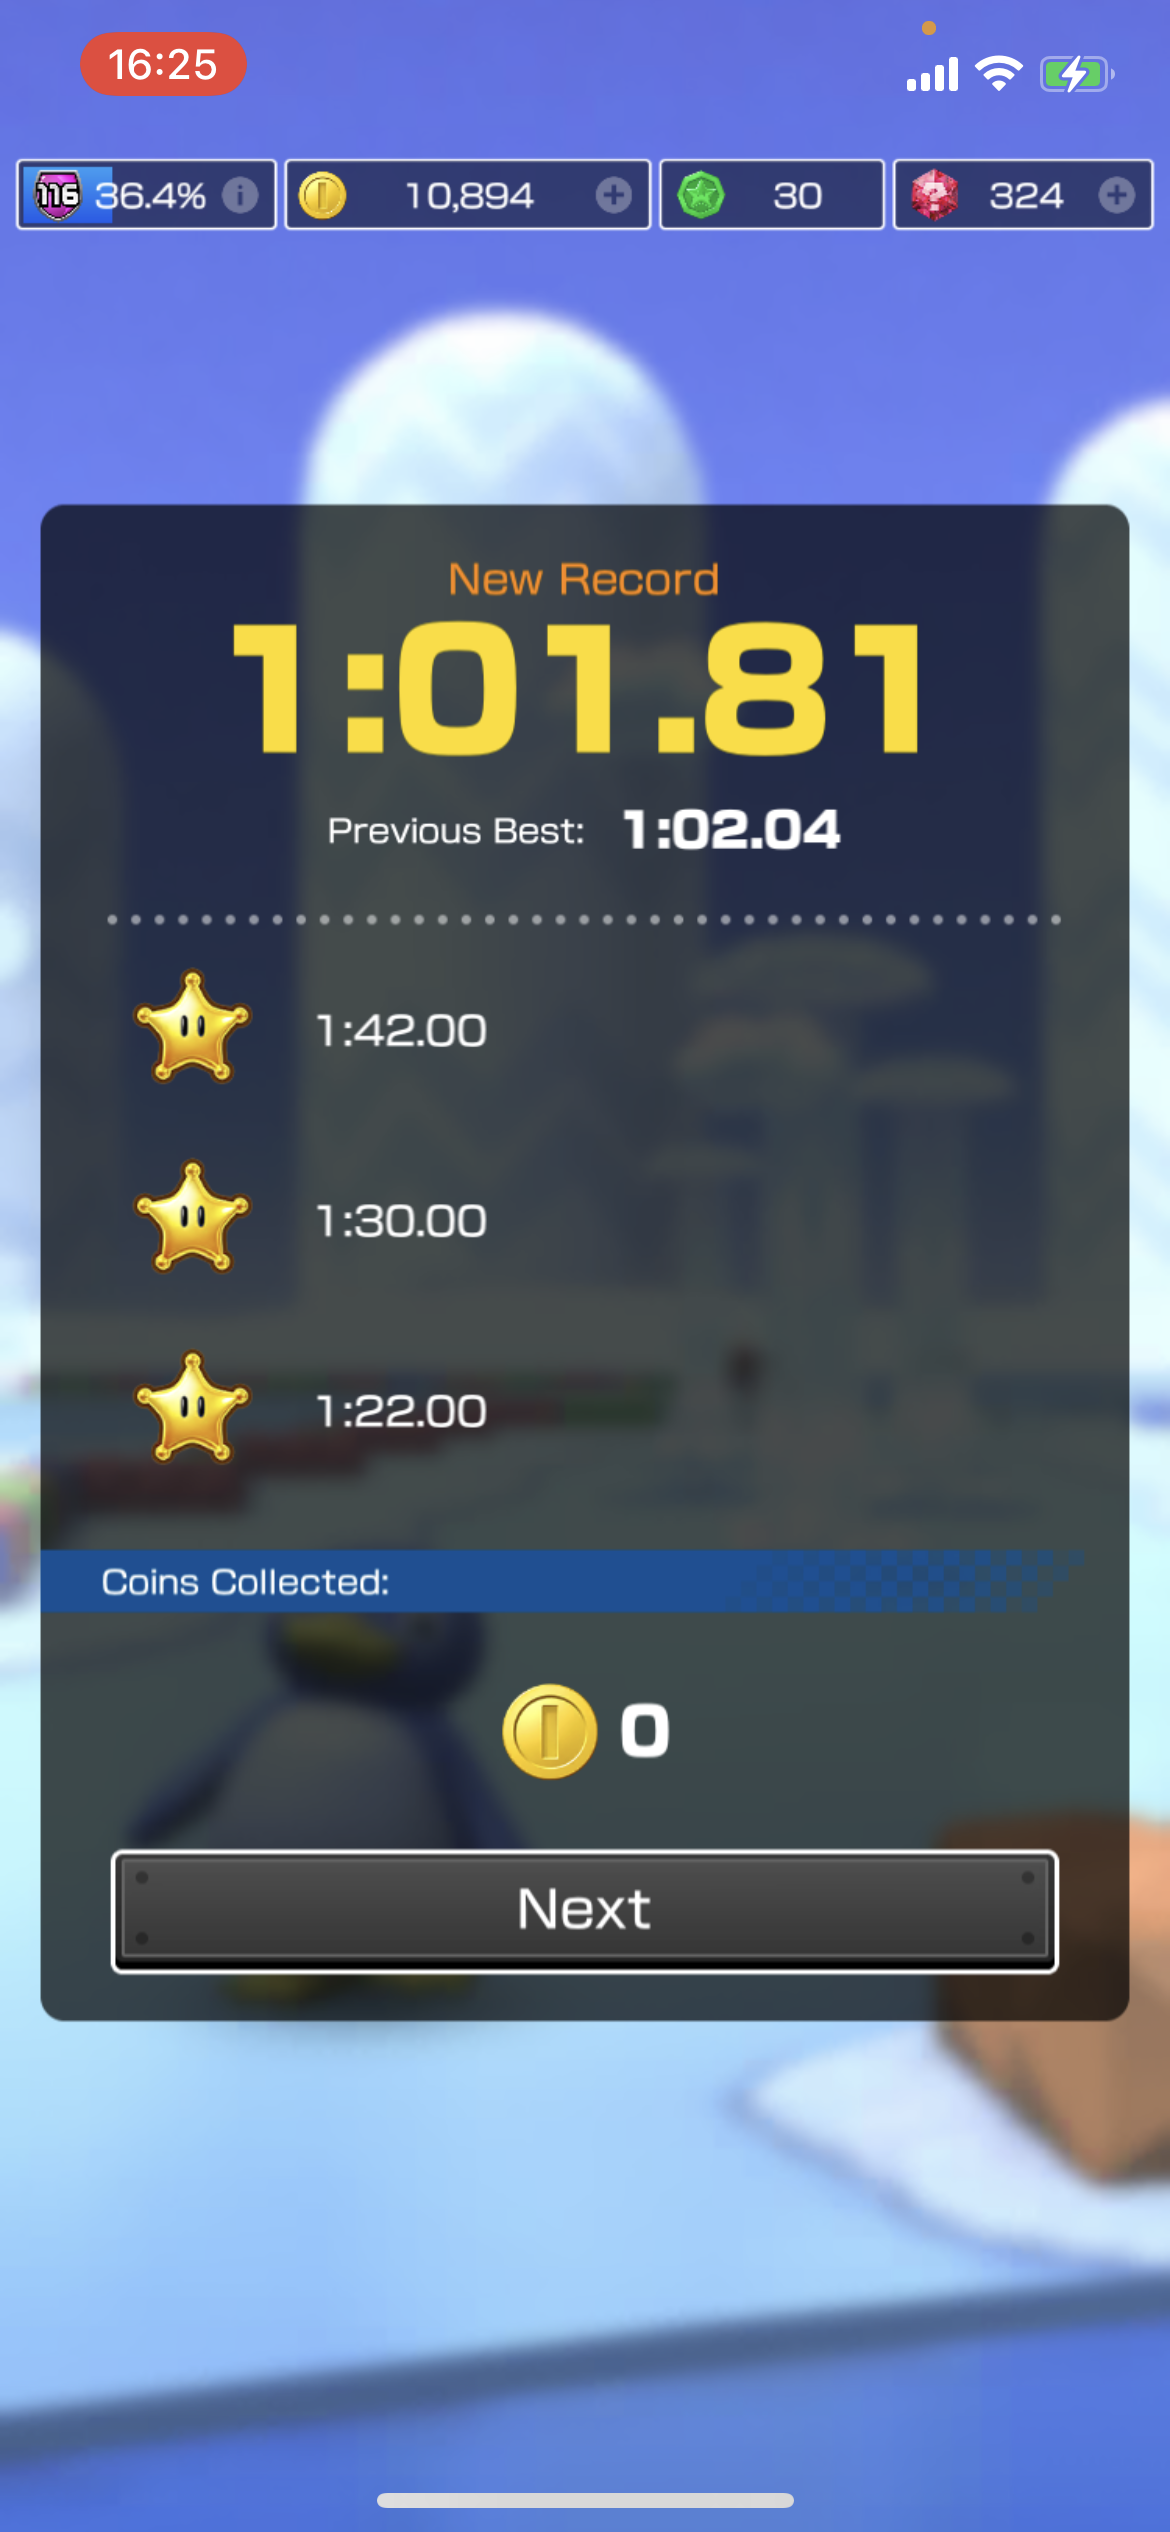 16:25
116 36.4% i 10,894 + 30 ? 324 +
New Record
1:01.81
Previous Best: 1:02.04
1:42.00
1:30.00
1:22.00
Coins Collected:
0
Next